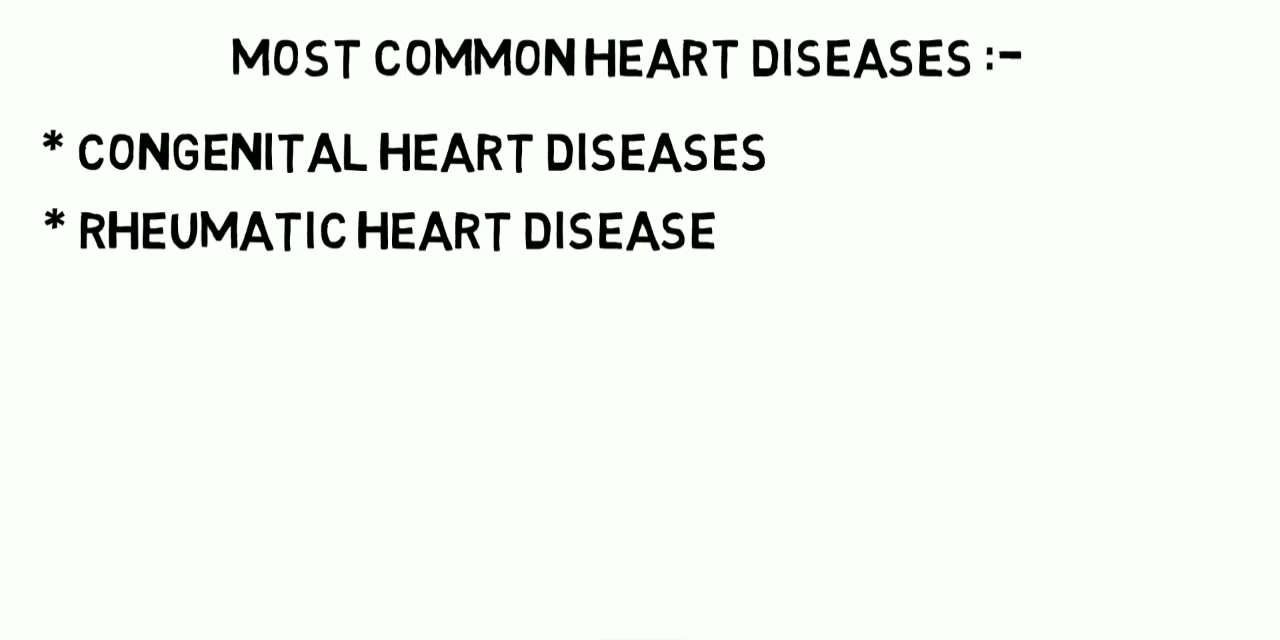 MOST COMMON HEART DISEASES :-
* CONGENITAL HEART DISEASES
* RHEUMATIC HEART DISEASE